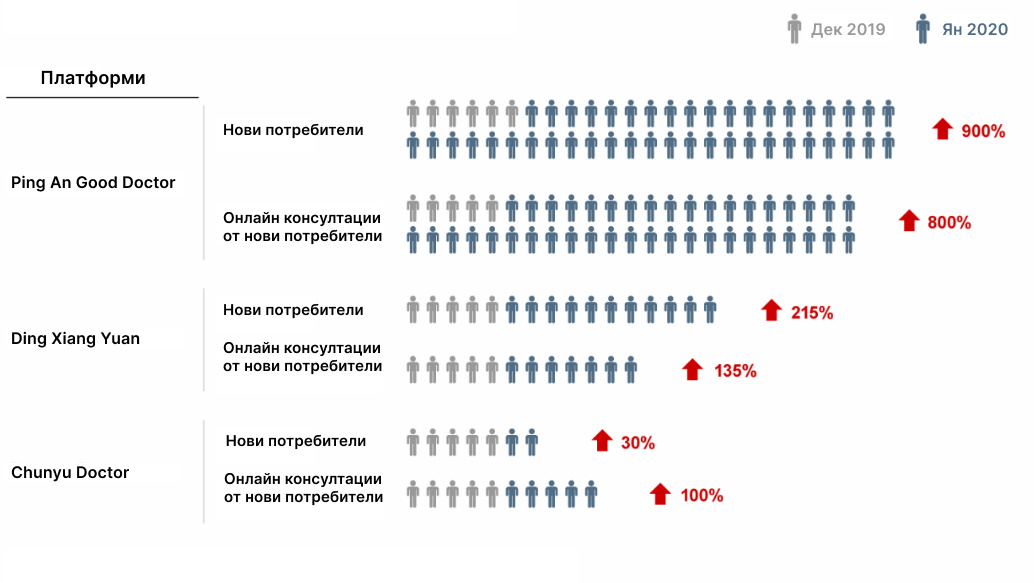 Дек 2019
Ян 2020
Платформи
Ping An Good Doctor
Нови потребители
900%
Онлайн консултации
от нови потребители
800%
Ding Xiang Yuan
Нови потребители
215%
Онлайн консултации
от нови потребители
135%
Chunyu Doctor
Нови потребители
30%
Онлайн консултации
от нови потребители
100%